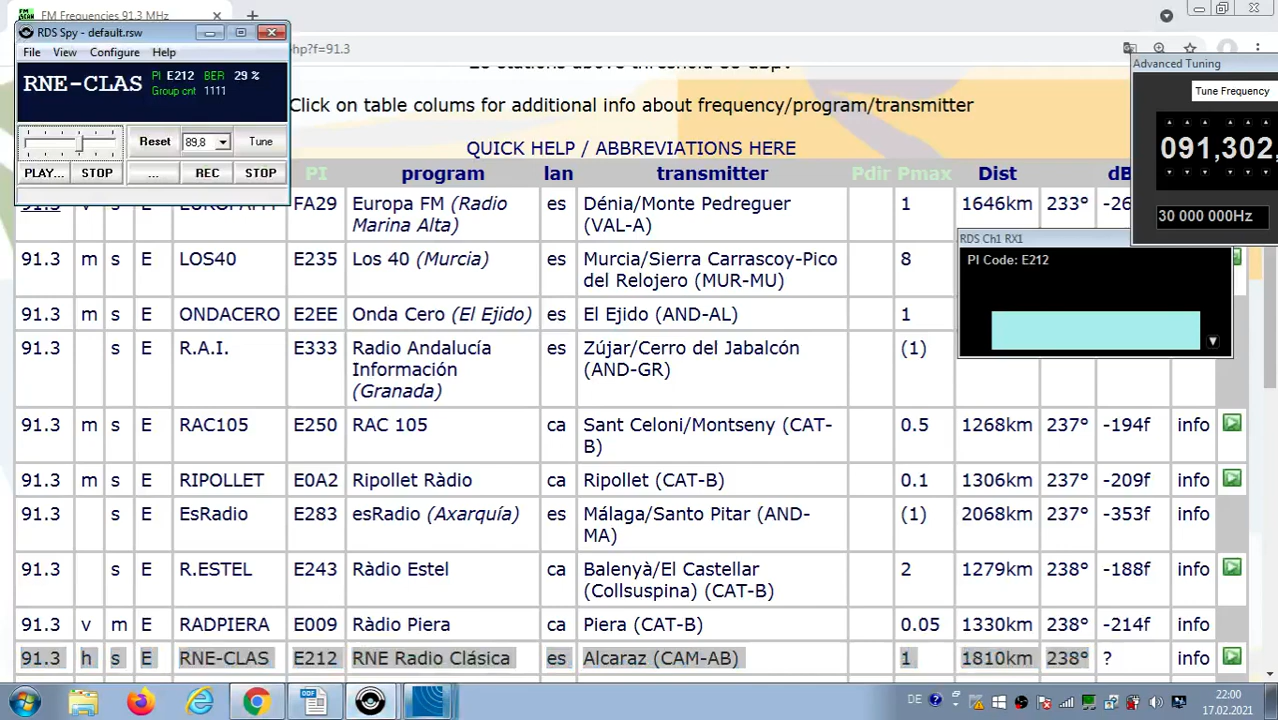 FM Frequencies 91.3 MHz
RDS Spy - default.rsw
File View Configure Help
RNE-CLAS PI E212 BER 29 %
Group cnt 1111
Reset 89,8 Tune
PLAY... STOP ... REC STOP
hp?f=91.3
Click on table colums for additional info about frequency/program/transmitter
QUICK HELP / ABBREVIATIONS HERE
Advanced Tuning
Tune Frequency
091,302,
30 000 000Hz
RDS Ch1 RX1
PI Code: E212
PI program lan transmitter Pdir Pmax Dist dB
91.3 v s E EUROPAFM FA29 Europa FM (Radio Marina Alta) es Dénia/Monte Pedreguer (VAL-A) 1 1646km 233° -26
91.3 m s E LOS40 E235 Los 40 (Murcia) es Murcia/Sierra Carrascoy-Pico del Relojero (MUR-MU) 8
91.3 m s E ONDACERO E2EE Onda Cero (El Ejido) es El Ejido (AND-AL) 1
91.3 s E R.A.I. E333 Radio Andalucía Información (Granada) es Zújar/Cerro del Jabalcón (AND-GR) (1)
91.3 m s E RAC105 E250 RAC 105 ca Sant Celoni/Montseny (CAT-B) 0.5 1268km 237° -194f info
91.3 m s E RIPOLLET E0A2 Ripollet Ràdio ca Ripollet (CAT-B) 0.1 1306km 237° -209f info
91.3 s E EsRadio E283 esRadio (Axarquía) es Málaga/Santo Pitar (AND-MA) (1) 2068km 237° -353f info
91.3 s E R.ESTEL E243 Ràdio Estel ca Balenyà/El Castellar (Collsuspina) (CAT-B) 2 1279km 238° -188f info
91.3 v m E RADPIERA E009 Ràdio Piera ca Piera (CAT-B) 0.05 1330km 238° -214f info
91.3 h s E RNE-CLAS E212 RNE Radio Clásica es Alcaraz (CAM-AB) 1 1810km 238° ? info
DE 22:00
17.02.2021